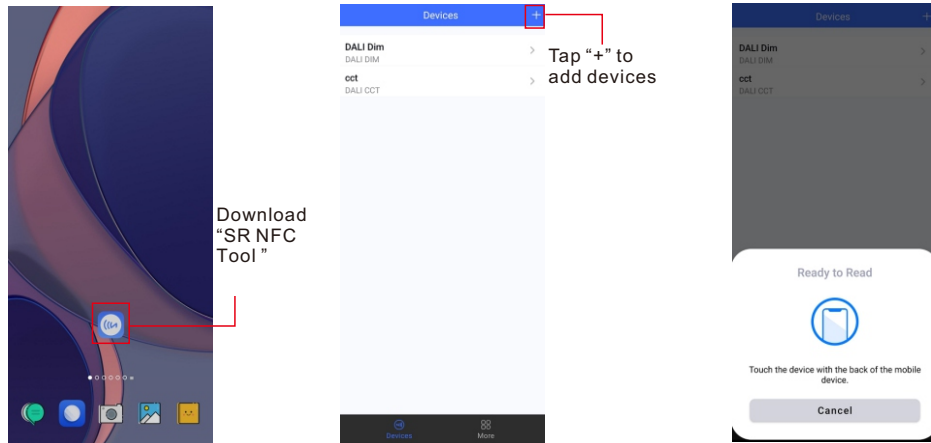 Download
“SR NFC
Tool ”
Devices +
DALI Dim
DALI DIM
cct
DALI CCT
Devices
More
Tap “+” to
add devices
Devices +
DALI Dim
DALI DIM
cct
DALI CCT
Ready to Read
Touch the device with the back of the mobile
device.
Cancel